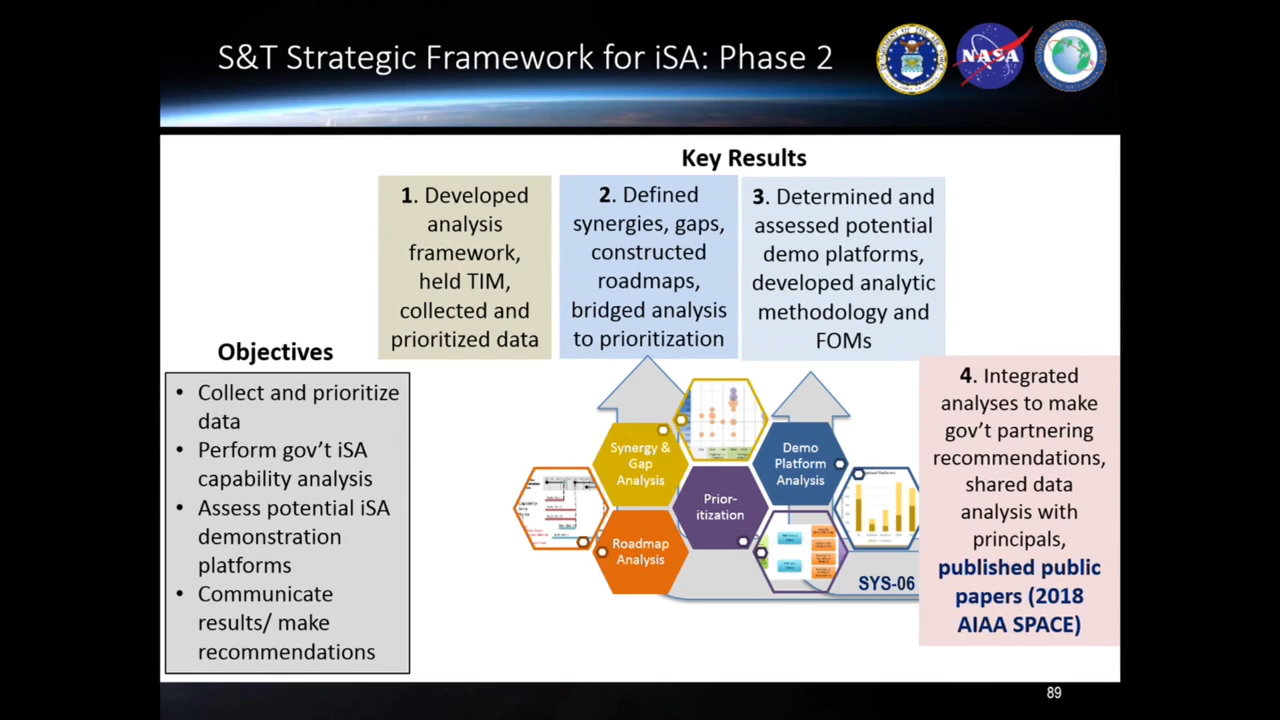 S&T Strategic Framework for iSA: Phase 2
NASA
Key Results
1. Developed
analysis
framework,
held TIM,
collected and
prioritized data
2. Defined
synergies, gaps,
constructed
roadmaps,
bridged analysis
to prioritization
3. Determined and
assessed potential
demo platforms,
developed analytic
methodology and
FOMs
Objectives
• Collect and prioritize
data
• Perform gov’t iSA
capability analysis
• Assess potential iSA
demonstration
platforms
• Communicate
results/ make
recommendations
Synergy &
Gap
Analysis
Demo
Platform
Analysis
Prior-
itization
Roadmap
Analysis
SYS-06
4. Integrated
analyses to make
gov’t partnering
recommendations,
shared data
analysis with
principals,
published public
papers (2018
AIAA SPACE)
89